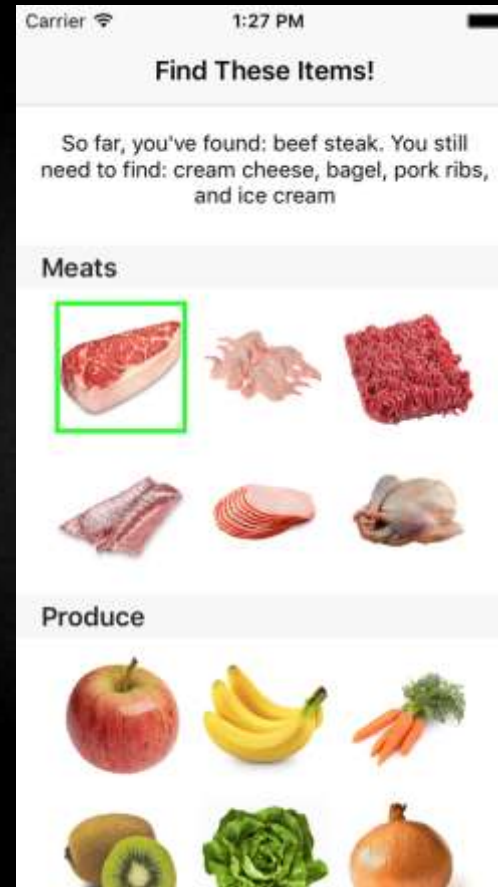 Carrier 1:27 PM
Find These Items!
So far, you've found: beef steak. You still
need to find: cream cheese, bagel, pork ribs,
and ice cream
Meats
Produce